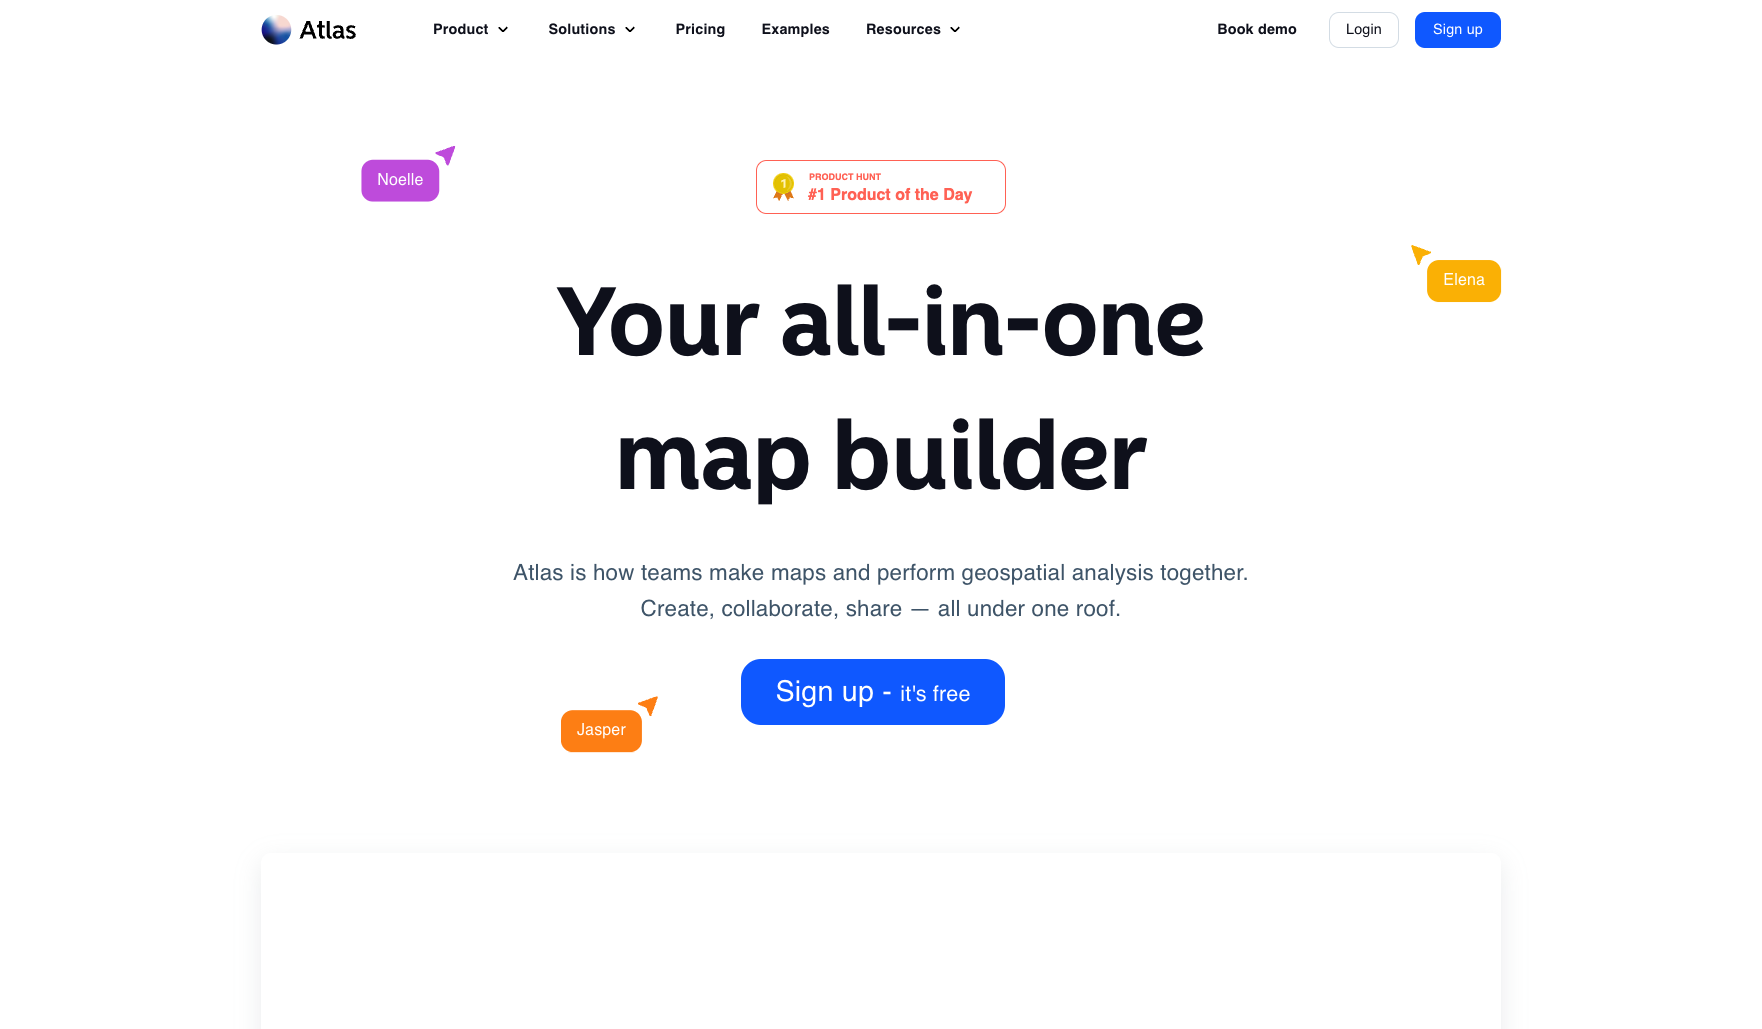 Atlas
Product
Solutions
Pricing
Examples
Resources
Book demo
Login
Sign up
Noelle
PRODUCT HUNT
1
#1 Product of the Day
Elena
Your all-in-one
map builder
Atlas is how teams make maps and perform geospatial analysis together.
Create, collaborate, share — all under one roof.
Sign up - it's free
Jasper